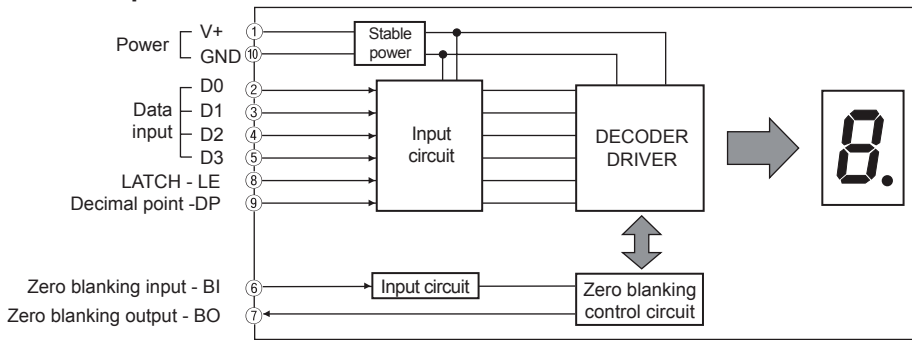 Power
V+
①
GND
⑩
Stable
power
Data
input
D0
②
D1
③
D2
④
D3
⑤
LATCH - LE
⑧
Decimal point -DP
⑨
Input
circuit
DECODER
DRIVER
8.
Zero blanking input - BI
⑥
Input circuit
Zero blanking output - BO
⑦
Zero blanking
control circuit